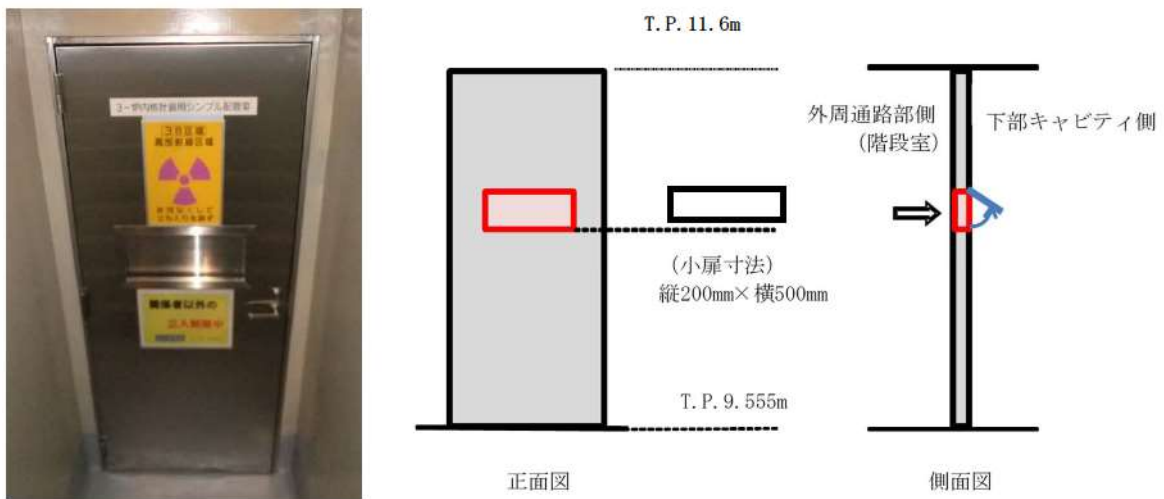 3－炉内核計装用シンブル配管室
[3B区域]
高放射線区域
関係者以外の
立入制限中
T.P.11.6m
外周通路部側
(階段室)
下部キャビティ側
(小扉寸法)
縦200mm×横500mm
T.P.9.555m
正面図
側面図